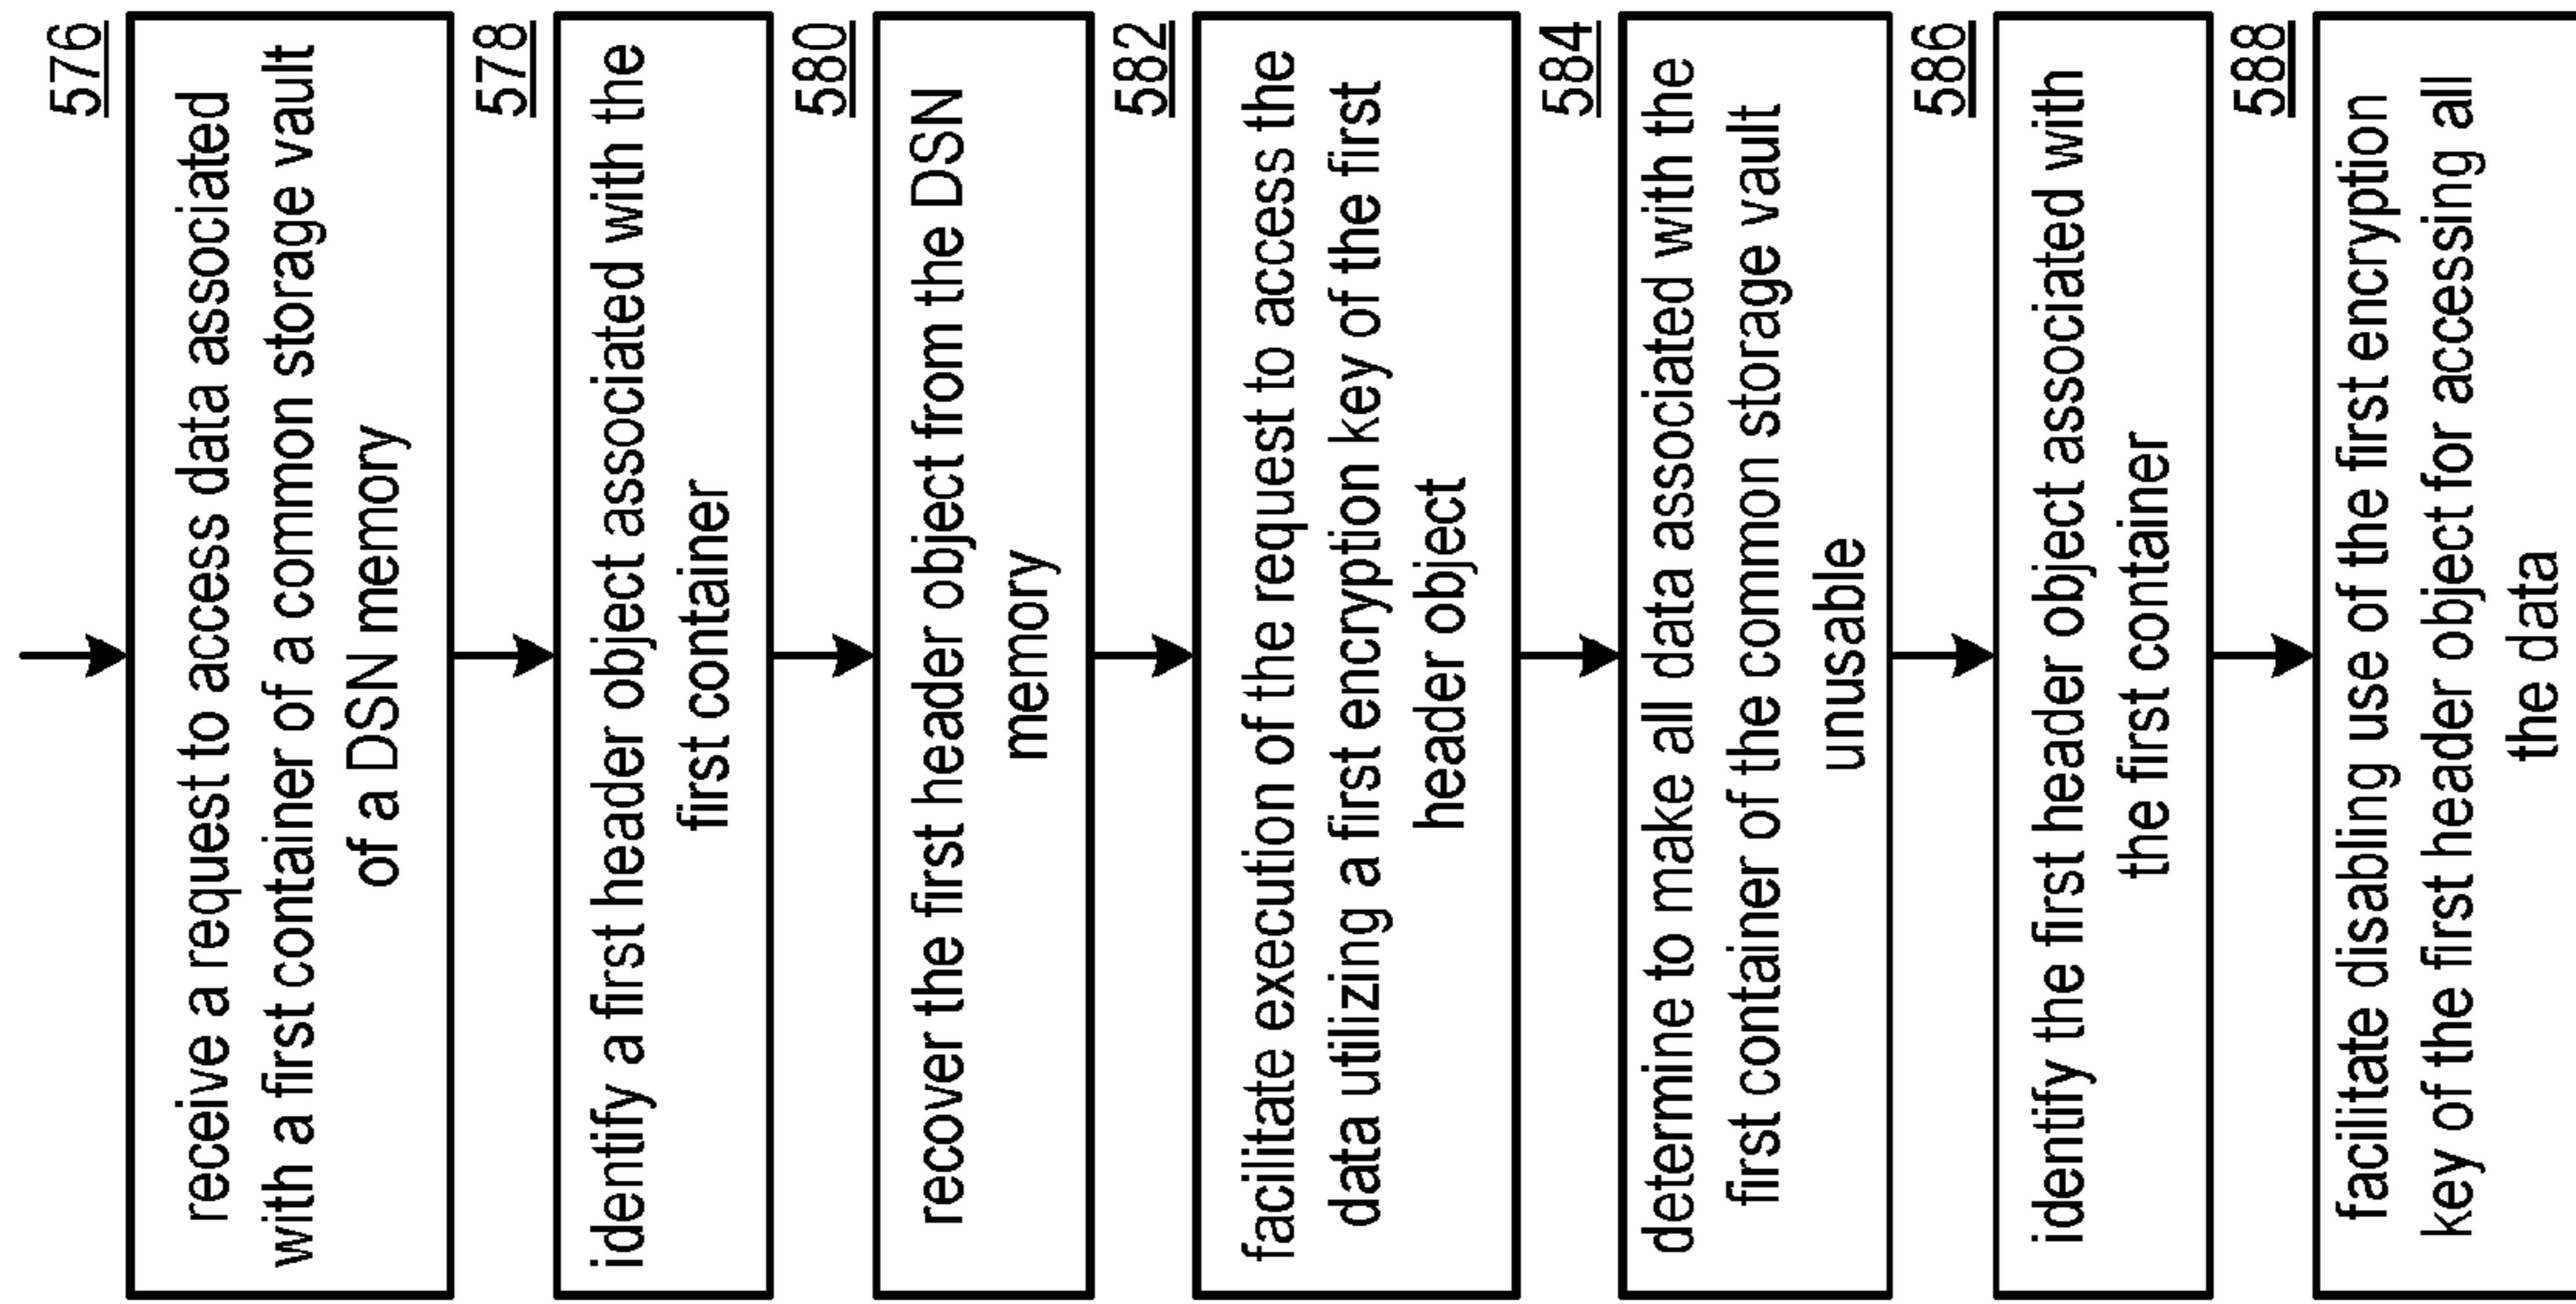 576
receive a request to access data associated
with a first container of a common storage vault
of a DSN memory
578
identify a first header object associated with the
first container
580
recover the first header object from the DSN
memory
582
facilitate execution of the request to access the
data utilizing a first encryption key of the first
header object
584
determine to make all data associated with the
first container of the common storage vault
unusable
586
identify the first header object associated with
the first container
588
facilitate disabling use of the first encryption
key of the first header object for accessing all
the data